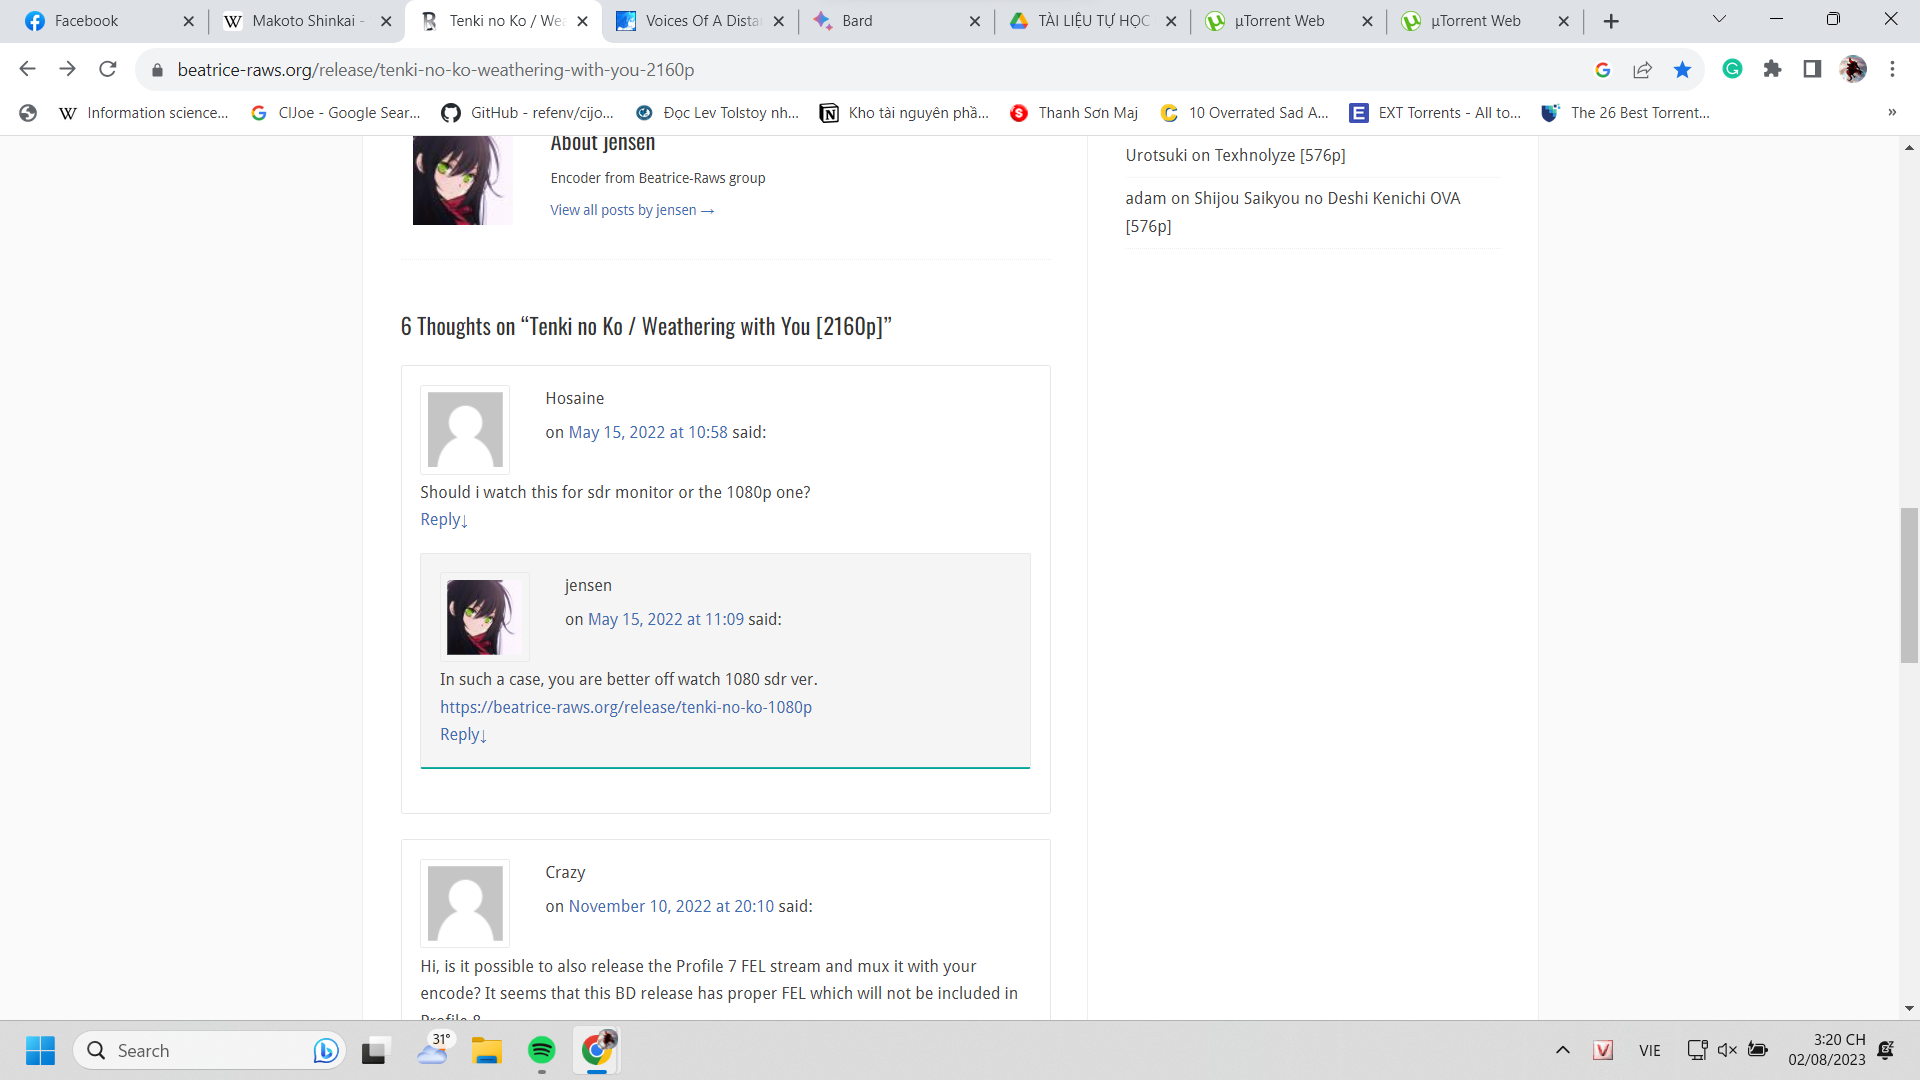 Facebook
Makoto Shinkai -
Tenki no Ko / Wea
Voices Of A Dista
Bard
TÀI LIỆU TỰ HỌC
µTorrent Web
µTorrent Web
beatrice-raws.org/release/tenki-no-ko-weathering-with-you-2160p
Information science...
CIJoe - Google Sear...
GitHub - refenv/cijo...
Đọc Lev Tolstoy nh...
Kho tài nguyên phầ...
Thanh Sơn Maj
10 Overrated Sad A...
EXT Torrents - All to...
The 26 Best Torrent...
»
About jensen
Encoder from Beatrice-Raws group
View all posts by jensen →
Urotsuki on Texhnolyze [576p]
adam on Shijou Saikyou no Deshi Kenichi OVA
[576p]
6 Thoughts on “Tenki no Ko / Weathering with You [2160p]”
Hosaine
on May 15, 2022 at 10:58 said:
Should i watch this for sdr monitor or the 1080p one?
Reply↓
jensen
on May 15, 2022 at 11:09 said:
In such a case, you are better off watch 1080 sdr ver.
https://beatrice-raws.org/release/tenki-no-ko-1080p
Reply↓
Crazy
on November 10, 2022 at 20:10 said:
Hi, is it possible to also release the Profile 7 FEL stream and mux it with your
encode? It seems that this BD release has proper FEL which will not be included in
Profile 8
Search
31°
VIE
3:20 CH
02/08/2023